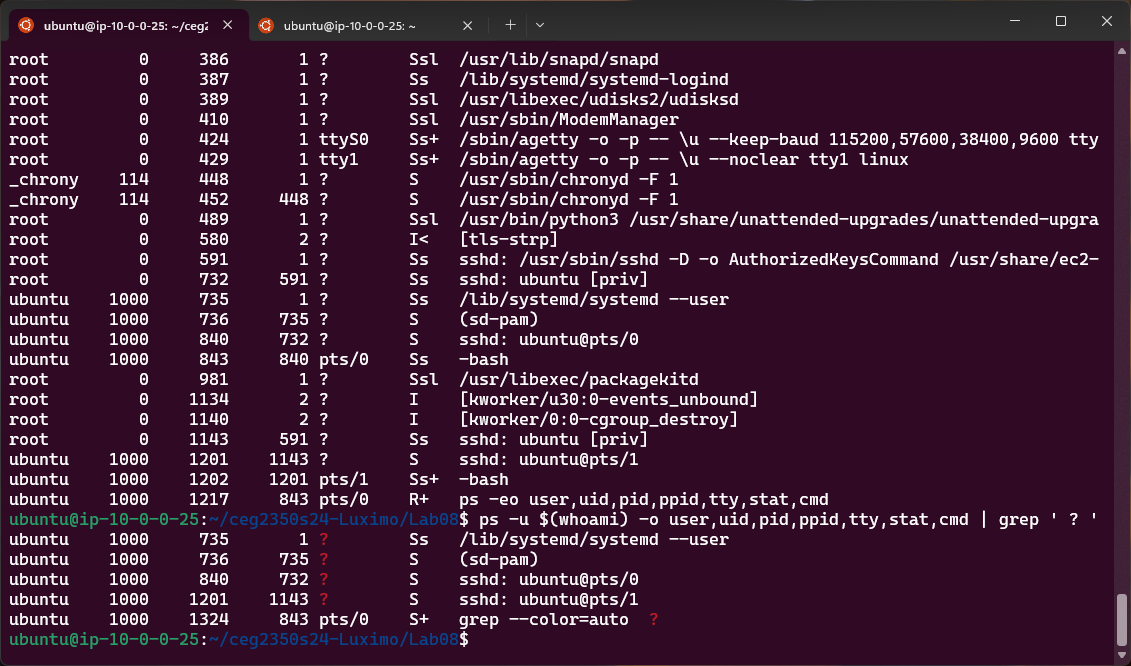 ubuntu@ip-10-0-0-25: ~/ceg2 ubuntu@ip-10-0-0-25: ~
root 0 386 1 ? Ssl /usr/lib/snapd/snapd
root 0 387 1 ? Ss /lib/systemd/systemd-logind
root 0 389 1 ? Ssl /usr/libexec/udisks2/udisksd
root 0 410 1 ? Ssl /usr/sbin/ModemManager
root 0 424 1 ttyS0 Ss+ /sbin/agetty -o -p -- \u --keep-baud 115200,57600,38400,9600 tty
root 0 429 1 tty1 Ss+ /sbin/agetty -o -p -- \u --noclear tty1 linux
_chrony 114 448 1 ? S /usr/sbin/chronyd -F 1
_chrony 114 452 448 ? S /usr/sbin/chronyd -F 1
root 0 489 1 ? Ssl /usr/bin/python3 /usr/share/unattended-upgrades/unattended-upgra
root 0 580 2 ? I< [tls-strp]
root 0 591 1 ? Ss sshd: /usr/sbin/sshd -D -o AuthorizedKeysCommand /usr/share/ec2-
root 0 732 591 ? Ss sshd: ubuntu [priv]
ubuntu 1000 735 1 ? Ss /lib/systemd/systemd --user
ubuntu 1000 736 735 ? S (sd-pam)
ubuntu 1000 840 732 ? S sshd: ubuntu@pts/0
ubuntu 1000 843 840 pts/0 Ss -bash
root 0 981 1 ? Ssl /usr/libexec/packagekitd
root 0 1134 2 ? I [kworker/u30:0-events_unbound]
root 0 1140 2 ? I [kworker/0:0-cgroup_destroy]
root 0 1143 591 ? Ss sshd: ubuntu [priv]
ubuntu 1000 1201 1143 ? S sshd: ubuntu@pts/1
ubuntu 1000 1202 1201 pts/1 Ss+ -bash
ubuntu 1000 1217 843 pts/0 R+ ps -eo user,uid,pid,ppid,tty,stat,cmd
ubuntu@ip-10-0-0-25:~/ceg2350s24-Luximo/Lab08$ ps -u $(whoami) -o user,uid,pid,ppid,tty,stat,cmd | grep ' ? '
ubuntu 1000 735 1 ? Ss /lib/systemd/systemd --user
ubuntu 1000 736 735 ? S (sd-pam)
ubuntu 1000 840 732 ? S sshd: ubuntu@pts/0
ubuntu 1000 1201 1143 ? S sshd: ubuntu@pts/1
ubuntu 1000 1324 843 pts/0 S+ grep --color=auto ?
ubuntu@ip-10-0-0-25:~/ceg2350s24-Luximo/Lab08$